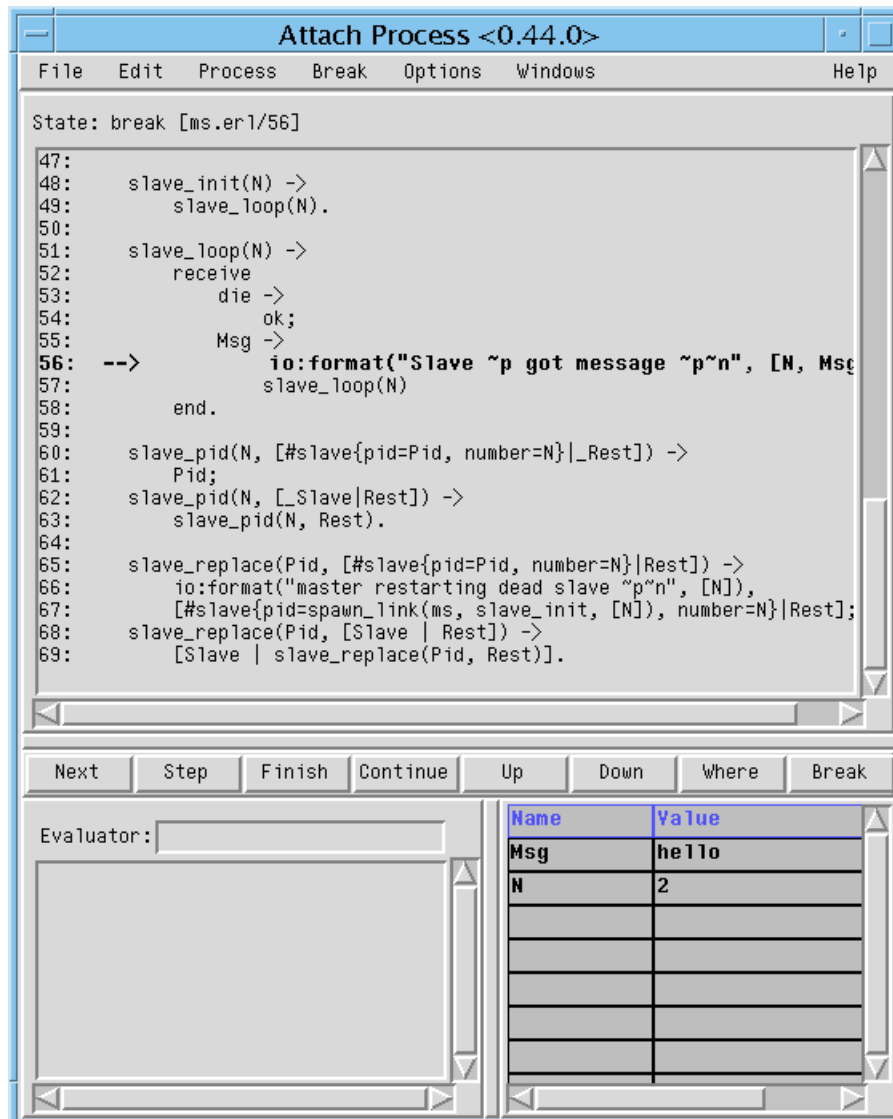 Attach Process <0.44.0>
File Edit Process Break Options Windows Help
State: break [ms.erl/56]
47:
48: slave_init(N) ->
49: slave_loop(N).
50:
51: slave_loop(N) ->
52: receive
53: die ->
54: ok;
55: Msg ->
56: --> io:format("Slave ~p got message ~p~n", [N, Msg
57: slave_loop(N)
58: end.
59:
60: slave_pid(N, [#slave{pid=Pid, number=N}|_Rest]) ->
61: Pid;
62: slave_pid(N, [_Slave|Rest]) ->
63: slave_pid(N, Rest).
64:
65: slave_replace(Pid, [#slave{pid=Pid, number=N}|Rest]) ->
66: io:format("master restarting dead slave ~p~n", [N]),
67: [#slave{pid=spawn_link(ms, slave_init, [N]), number=N}|Rest];
68: slave_replace(Pid, [Slave | Rest]) ->
69: [Slave | slave_replace(Pid, Rest)].
Next Step Finish Continue Up Down Where Break
Evaluator:
Name Value
Msg hello
N 2